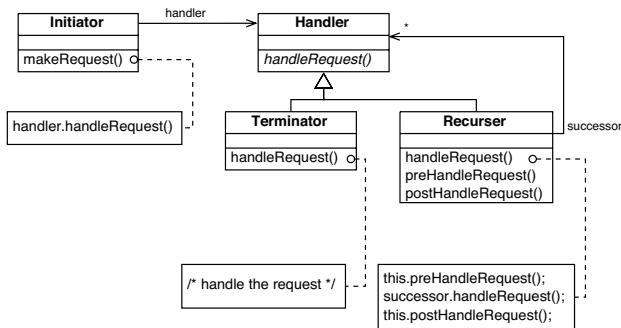 handler
Initiator
Handler
*
makeRequest()
handleRequest()
handler.handleRequest()
Terminator
Recurser
successor
handleRequest()
handleRequest()
preHandleRequest()
postHandleRequest()
/* handle the request */
this.preHandleRequest();
successor.handleRequest();
this.postHandleRequest();